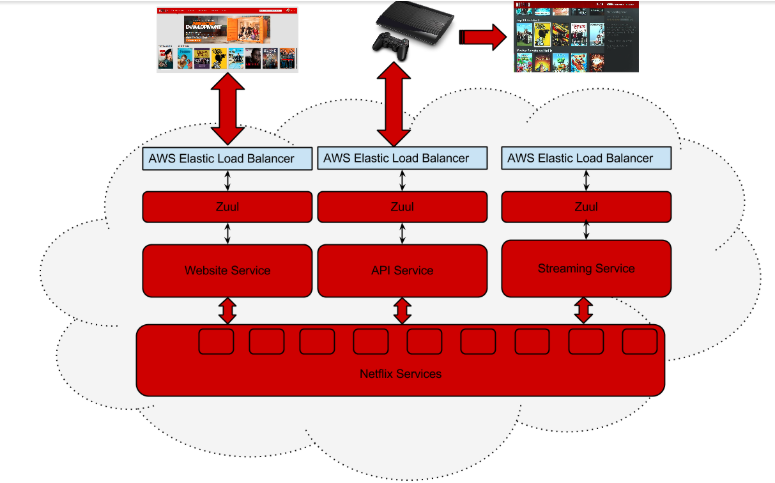 AWS Elastic Load Balancer
AWS Elastic Load Balancer
AWS Elastic Load Balancer
Zuul
Zuul
Zuul
Website Service
API Service
Streaming Service
Netflix Services